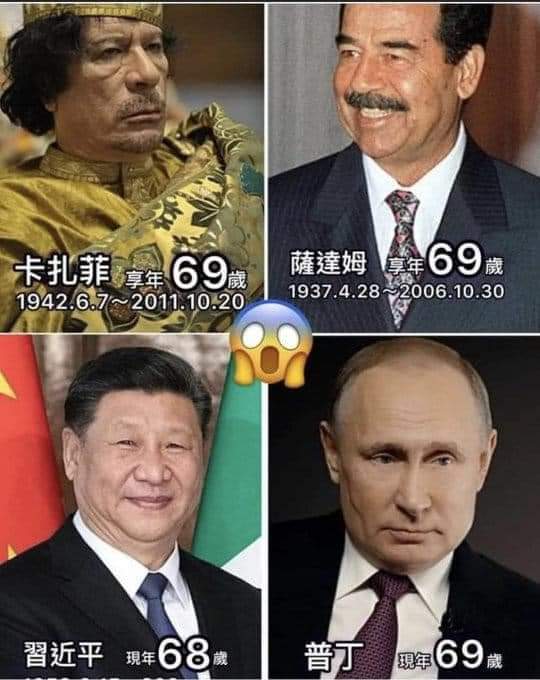 卡扎菲 享年69歲
1942.6.7~2011.10.20
薩達姆 享年69歲
1937.4.28~2006.10.30
習近平 現年68歲
普丁 現年69歲